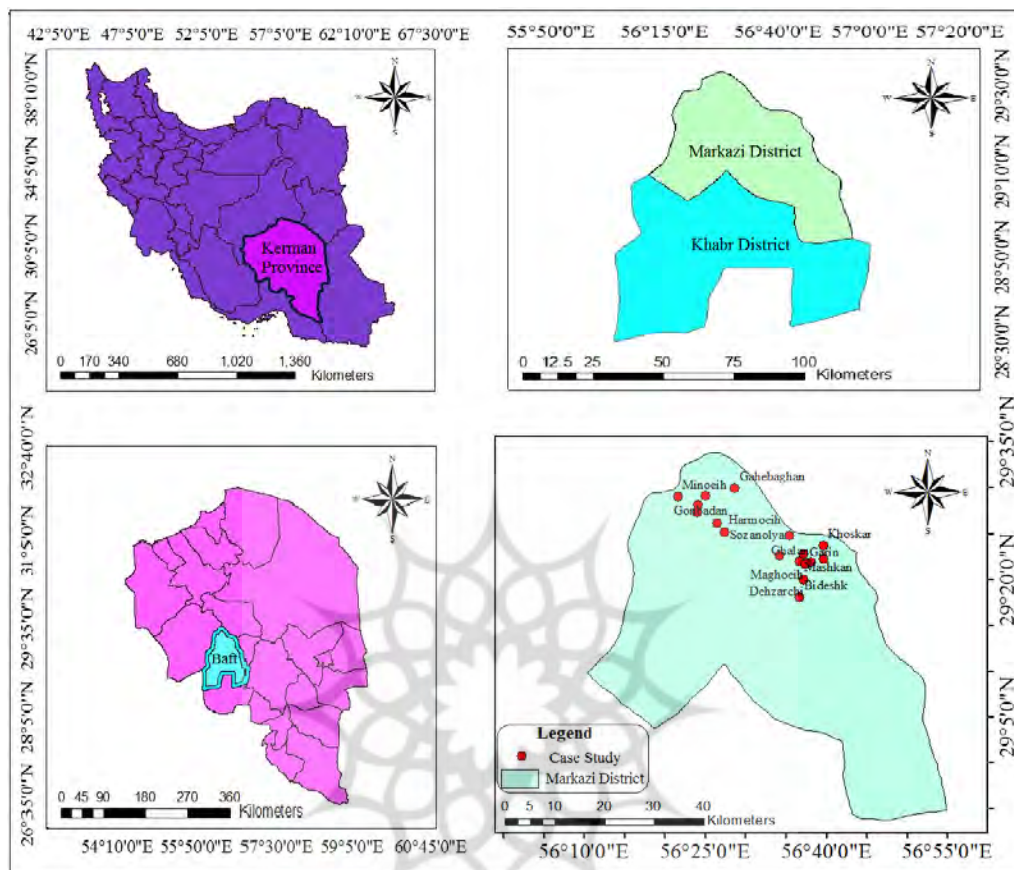 42°5'0"E 47°5'0"E 52°5'0"E 57°5'0"E 62°10'0"E 67°30'0"E
38°10'0"N
34°5'0"N
30°5'0"N
26°5'0"N
N
W E
S
Kerman
Province
0 170 340 680 1,020 1,360
Kilometers
55°50'0"E 56°15'0"E 56°40'0"E 57°0'0"E 57°20'0"E
29°30'0"N
29°10'0"N
28°50'0"N
28°30'0"N
N
W E
S
Markazi District
Khabr District
0 12.5 25 50 75 100
Kilometers
32°40'0"N
31°5'0"N
29°35'0"N
28°5'0"N
26°35'0"N
N
W E
S
Baft
0 45 90 180 270 360
Kilometers
54°10'0"E 55°50'0"E 57°30'0"E 59°5'0"E 60°45'0"E
29°35'0"N
29°20'0"N
29°5'0"N
N
W E
S
Gahebaghan
Minoeih
Harmoeih
Sozanolya
Khoskar
Ghalan
Garin
Mashkan
Maghoeih
Bideshk
Dehzarchi
Legend
Case Study
Markazi District
0 5 10 20 30 40
Kilometers
56°10'0"E 56°25'0"E 56°40'0"E 56°55'0"E